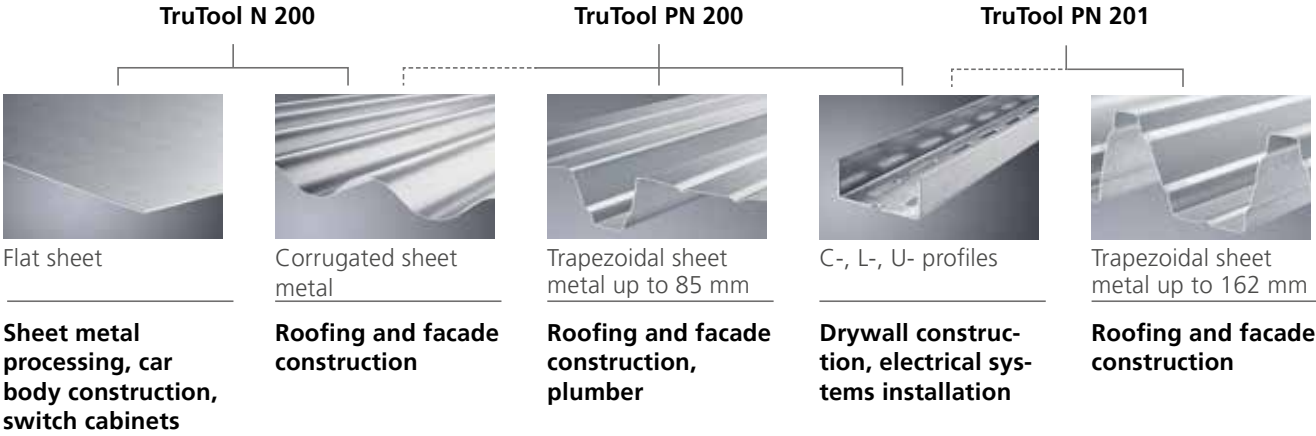 TruTool N 200
TruTool PN 200
TruTool PN 201
Flat sheet
Corrugated sheet
metal
Trapezoidal sheet
metal up to 85 mm
C-, L-, U- profiles
Trapezoidal sheet
metal up to 162 mm
Sheet metal
processing, car
body construction,
switch cabinets
Roofing and facade
construction
Roofing and facade
construction,
plumber
Drywall construc-
tion, electrical sys-
tems installation
Roofing and facade
construction